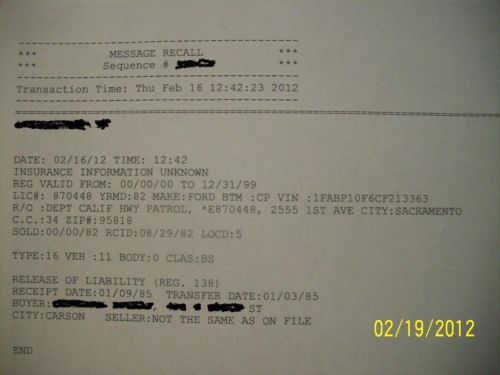 ----------------------------------------
*** MESSAGE RECALL ***
*** Sequence # ***
----------------------------------------
Transaction Time: Thu Feb 16 12:42:23 2012
----------------------------------------
================================================================
DATE: 02/16/12 TIME: 12:42
INSURANCE INFORMATION UNKNOWN
REG VALID FROM: 00/00/00 TO 12/31/99
LIC#: 870448 YRMD:82 MAKE:FORD BTM :CP VIN :1FABP10F6CF213363
R/O :DEPT CALIF HWY PATROL, *E870448, 2555 1ST AVE CITY:SACRAMENTO
C.C.:34 ZIP#:95818
SOLD:00/00/82 RCID:08/29/82 LOCD:5
TYPE:16 VEH :11 BODY:0 CLAS:BS
RELEASE OF LIABILITY (REG. 138)
RECEIPT DATE:01/09/85 TRANSFER DATE:01/03/85
BUYER: ST
CITY:CARSON SELLER:NOT THE SAME AS ON FILE
END
02/19/2012